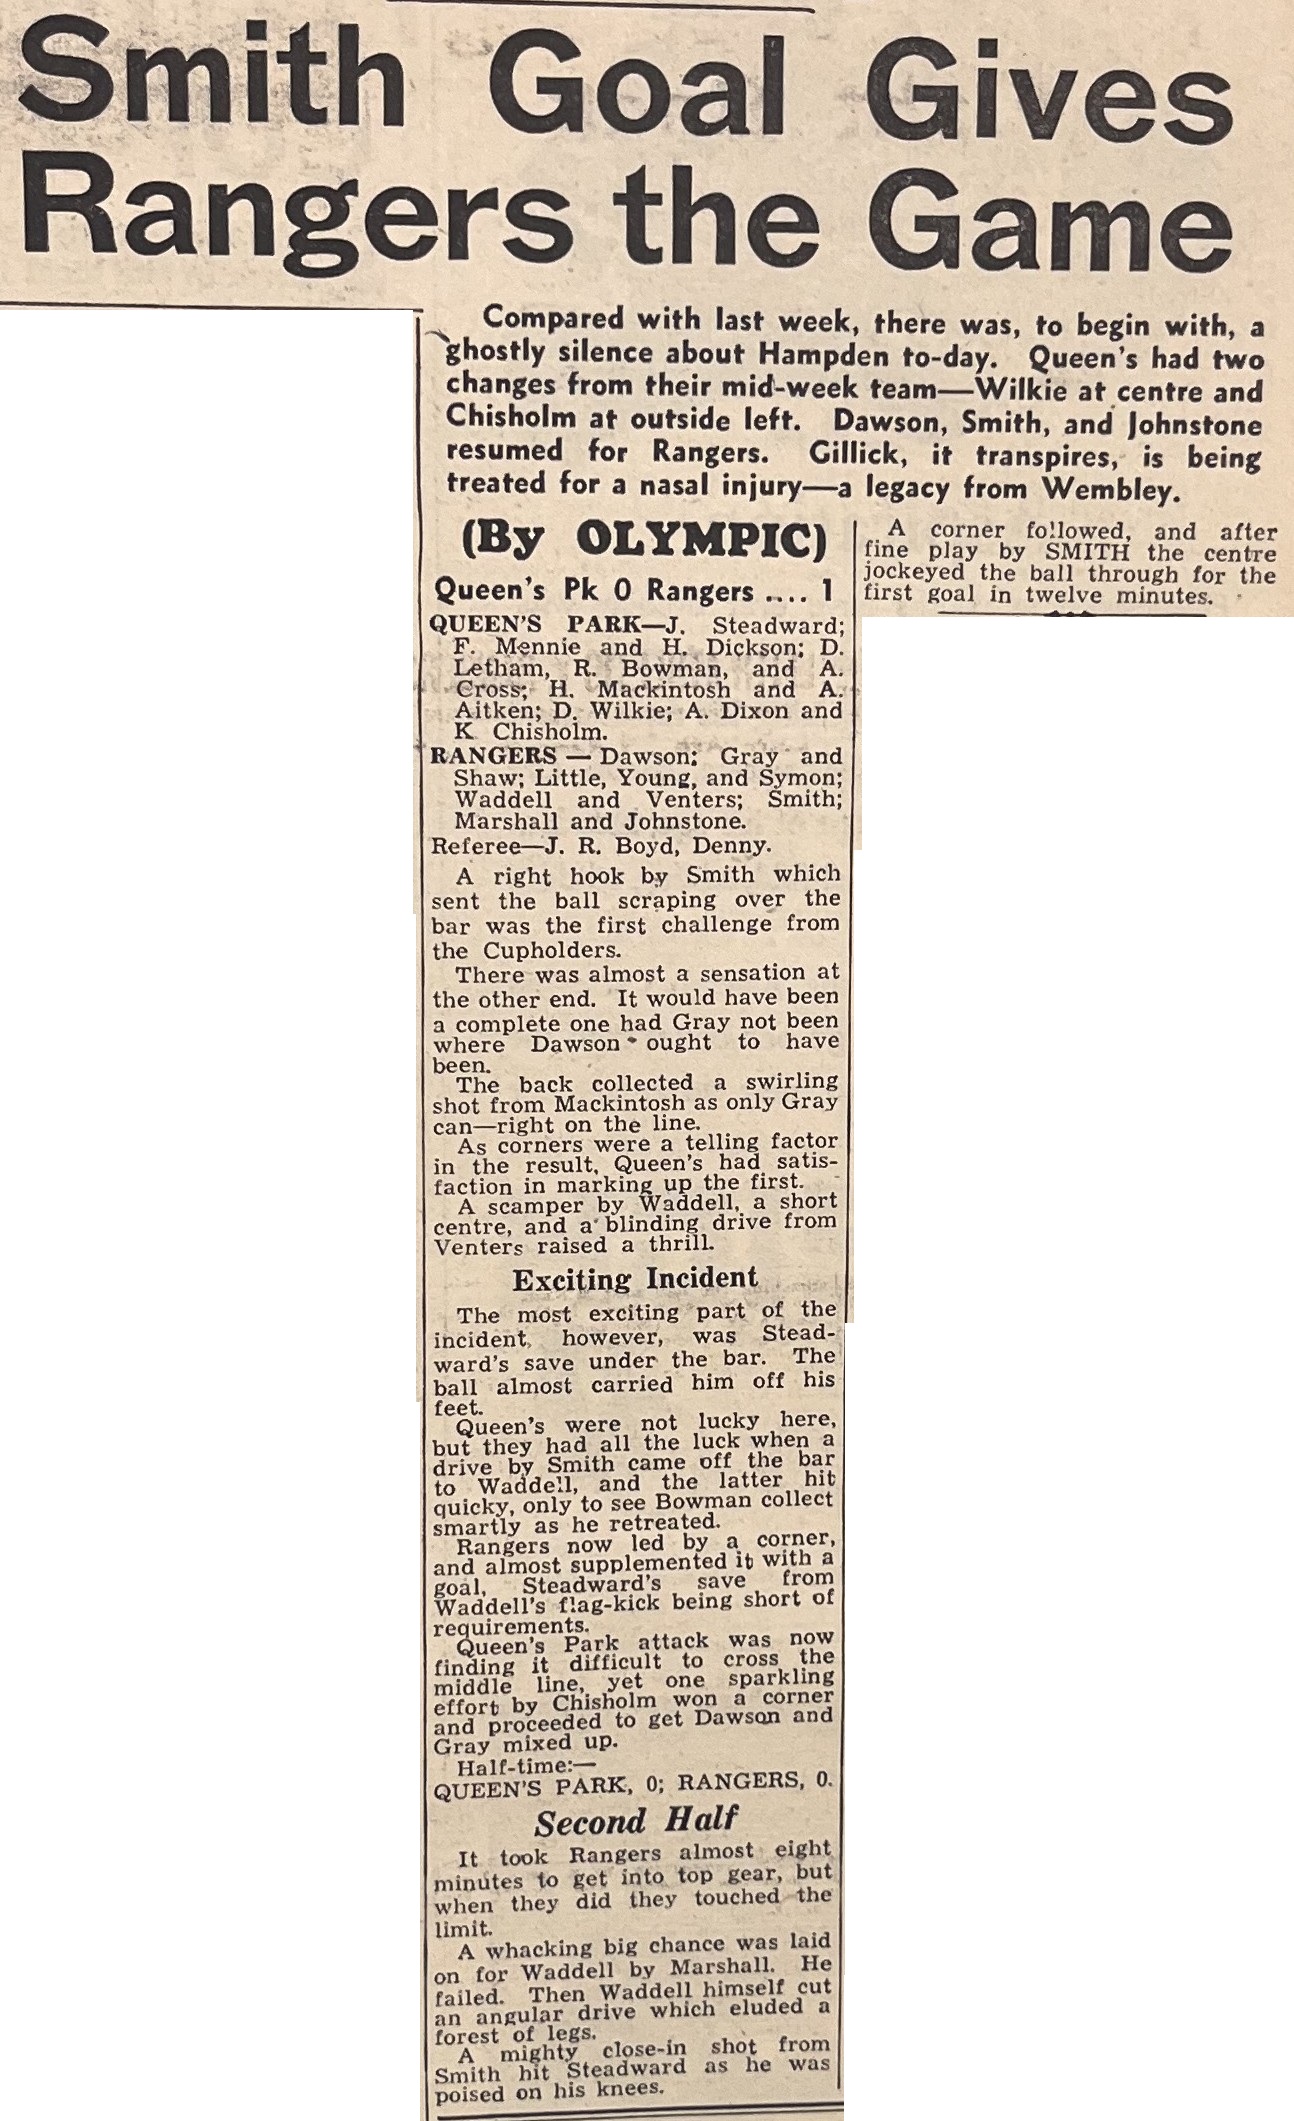 Smith Goal Gives
Rangers the Game
Compared with last week, there was, to begin with, a
ghostly silence about Hampden to-day. Queen's had two
changes from their mid-week team—Wilkie at centre and
Chisholm at outside left. Dawson, Smith, and Johnstone
resumed for Rangers. Gillick, it transpires, is being
treated for a nasal injury—a legacy from Wembley.
(By OLYMPIC)
Queen's Pk 0 Rangers .... 1
QUEEN'S PARK—J. Steadward;
F. Mennie and H. Dickson; D.
Letham, R. Bowman, and A.
Cross; H. Mackintosh and A.
Aitken; D. Wilkie; A. Dixon and
K Chisholm.
RANGERS — Dawson; Gray and
Shaw; Little, Young, and Symon;
Waddell and Venters; Smith;
Marshall and Johnstone.
Referee—J. R. Boyd, Denny.
A right hook by Smith which
sent the ball scraping over the
bar was the first challenge from
the Cupholders.
There was almost a sensation at
the other end. It would have been
a complete one had Gray not been
where Dawson ought to have
been.
The back collected a swirling
shot from Mackintosh as only Gray
can—right on the line.
As corners were a telling factor
in the result, Queen's had satis-
faction in marking up the first.
A scamper by Waddell, a short
centre, and a blinding drive from
Venters raised a thrill.
Exciting Incident
The most exciting part of the
incident, however, was Stead-
ward's save under the bar. The
ball almost carried him off his
feet.
Queen's were not lucky here,
but they had all the luck when a
drive by Smith came off the bar
to Waddell, and the latter hit
quicky, only to see Bowman collect
smartly as he retreated.
Rangers now led by a corner,
and almost supplemented it with a
goal, Steadward's save from
Waddell's flag-kick being short of
requirements.
Queen's Park attack was now
finding it difficult to cross the
middle line, yet one sparkling
effort by Chisholm won a corner
and proceeded to get Dawson and
Gray mixed up.
Half-time:—
QUEEN'S PARK, 0; RANGERS, 0.
Second Half
It took Rangers almost eight
minutes to get into top gear, but
when they did they touched the
limit.
A whacking big chance was laid
on for Waddell by Marshall. He
failed. Then Waddell himself cut
an angular drive which eluded a
forest of legs.
A mighty close-in shot from
Smith hit Steadward as he was
poised on his knees.
A corner followed, and after
fine play by SMITH the centre
jockeyed the ball through for the
first goal in twelve minutes.